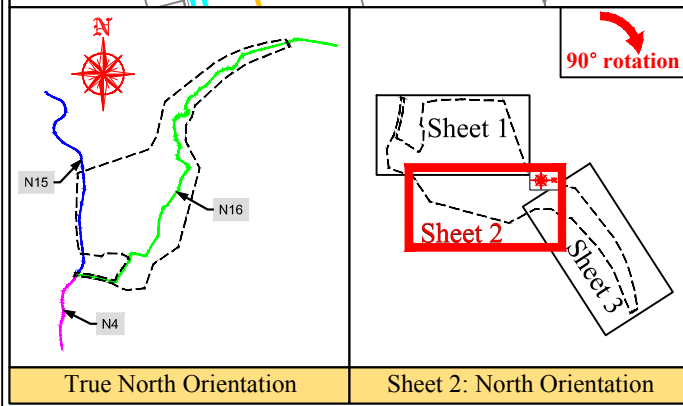 N
90° rotation
Sheet 1
N15
N16
Sheet 2
Sheet 3
N4
True North Orientation
Sheet 2: North Orientation